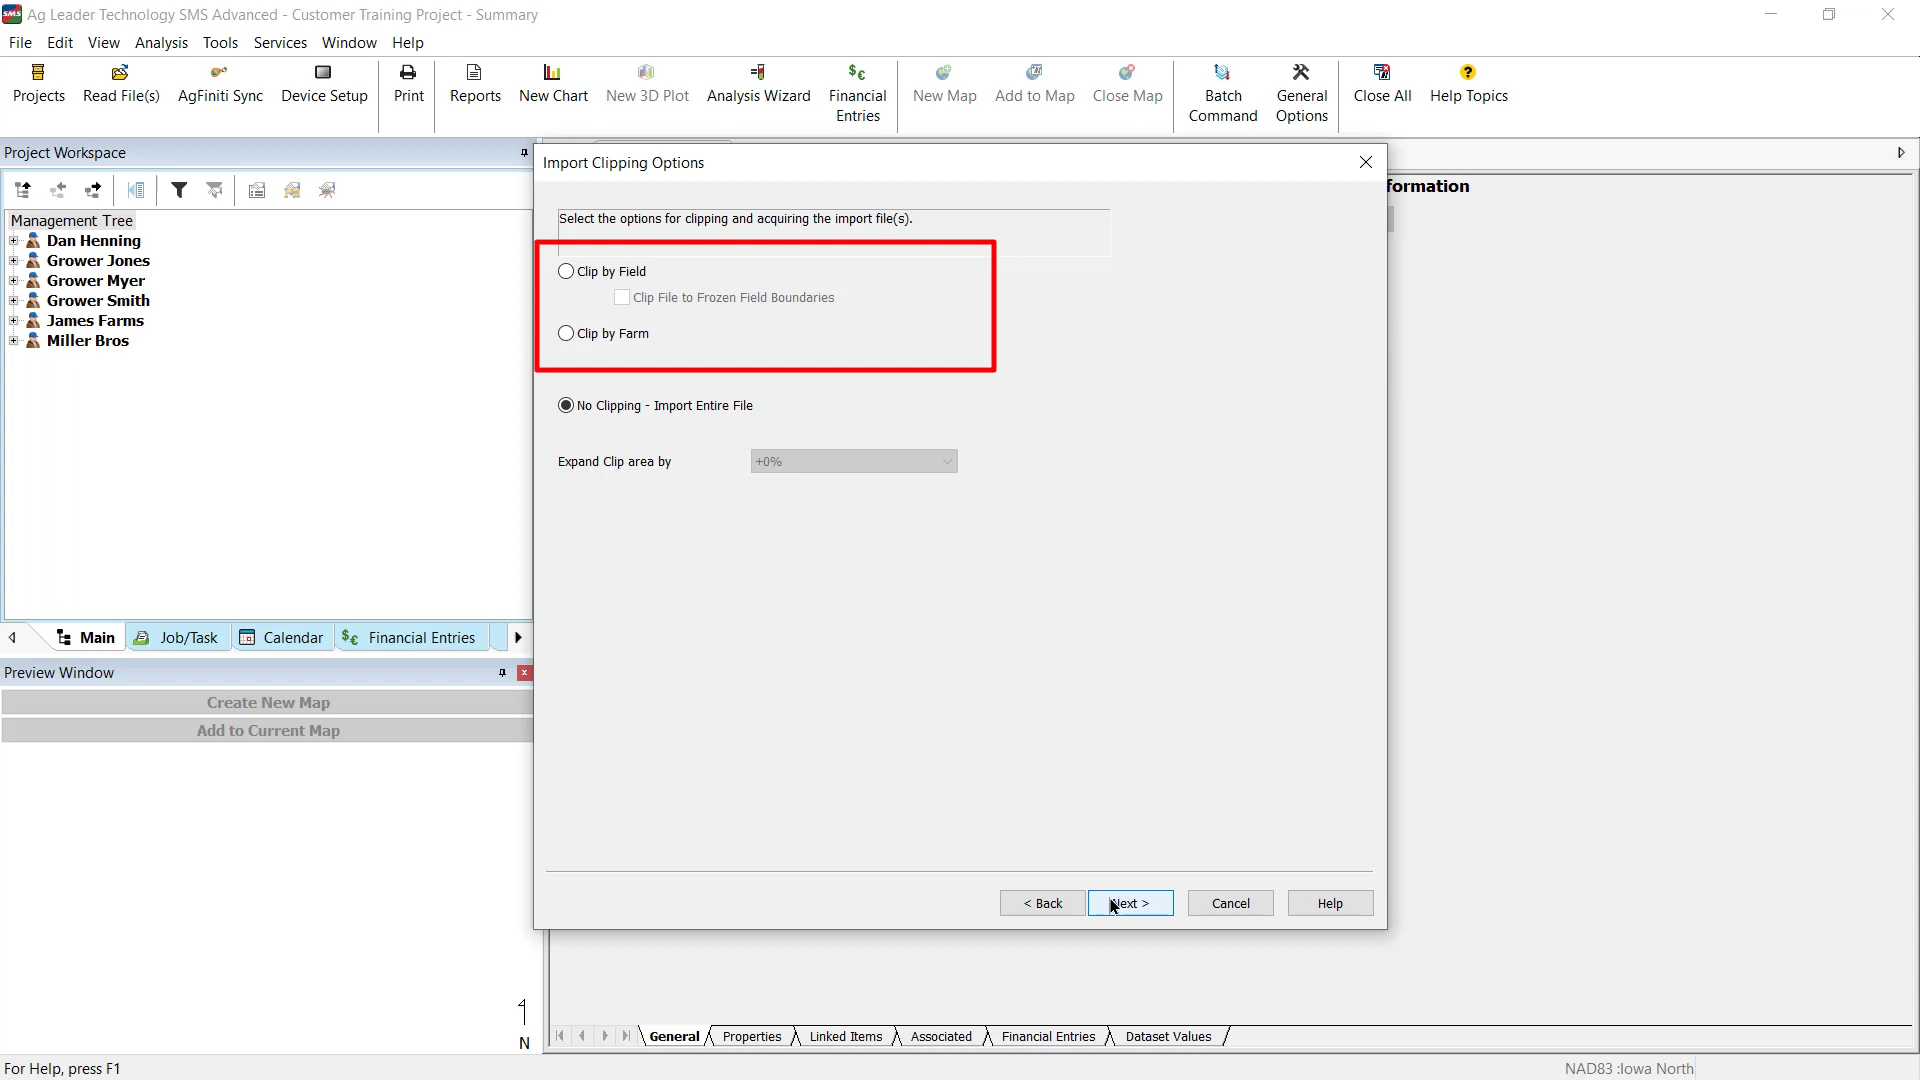 SMS Ag Leader Technology SMS Advanced - Customer Training Project - Summary
File Edit View Analysis Tools Services Window Help
Projects Read File(s) AgFiniti Sync Device Setup Print Reports New Chart New 3D Plot Analysis Wizard Financial Entries New Map Add to Map Close Map Batch Command General Options Close All Help Topics
Project Workspace
Management Tree
Dan Henning
Grower Jones
Grower Myer
Grower Smith
James Farms
Miller Bros
Main Job/Task Calendar Financial Entries
Preview Window
Create New Map
Add to Current Map
N
Import Clipping Options
formation
Select the options for clipping and acquiring the import file(s).
Clip by Field
Clip File to Frozen Field Boundaries
Clip by Farm
No Clipping - Import Entire File
Expand Clip area by +0%
< Back Next > Cancel Help
General Properties Linked Items Associated Financial Entries Dataset Values
For Help, press F1
NAD83 :Iowa North